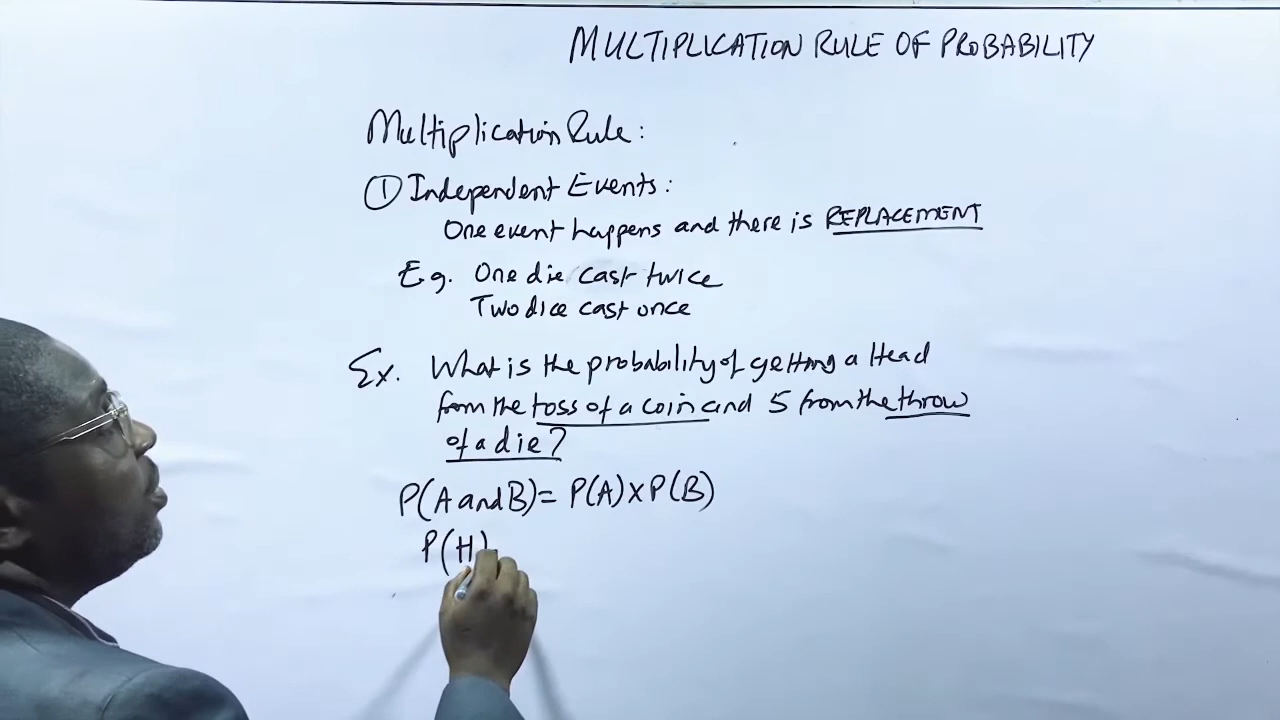 MULTIPLICATION RULE OF PROBABILITY
Multiplication Rule:
① Independent Events:
One event happens and there is REPLACEMENT
Eg. One die cast twice
Two dice cast once
Ex. What is the probability of getting a Head
from the toss of a coin and 5 from the throw
of a die?
P(A and B) = P(A) x P(B)
P(H)